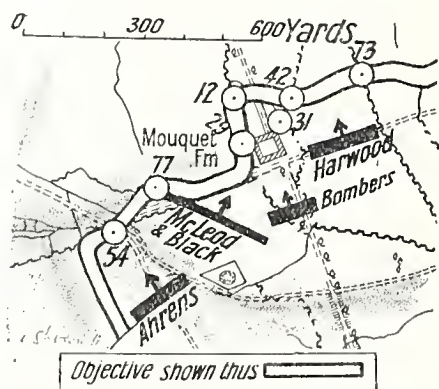 0 300 600 Yards
73
12 42
29 31
Mouquet
Fm
Harwood
77
Bombers
McLeod
& Black
54
Ahrens
Objective shown thus